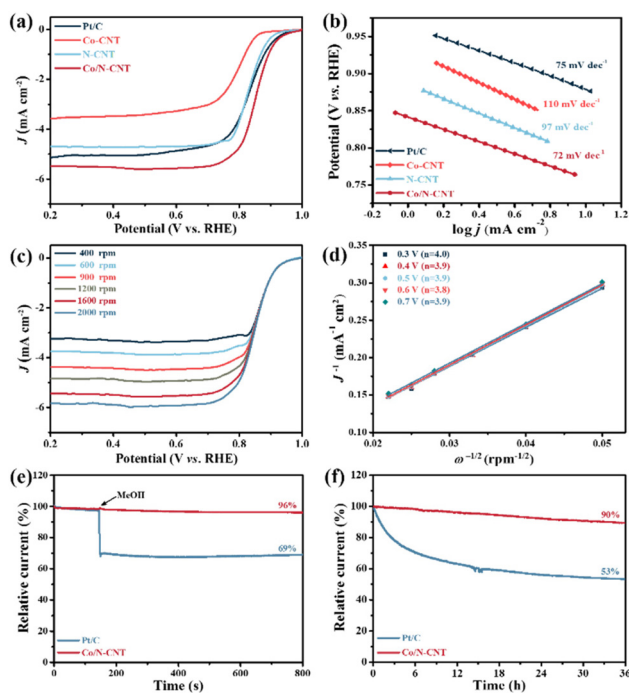 (a)
Pt/C
Co-CNT
N-CNT
Co/N-CNT
J (mA cm⁻²)
0
-2
-4
-6
0.2 0.4 0.6 0.8 1.0
Potential (V vs. RHE)
(b)
75 mV dec⁻¹
110 mV dec⁻¹
97 mV dec⁻¹
72 mV dec⁻¹
Pt/C
Co-CNT
N-CNT
Co/N-CNT
Potential (V vs. RHE)
0.95
0.90
0.85
0.80
0.75
-0.2 0.0 0.2 0.4 0.6 0.8 1.0 1.2
log j (mA cm⁻²)
(c)
400 rpm
600 rpm
900 rpm
1200 rpm
1600 rpm
2000 rpm
J (mA cm⁻²)
0
-2
-4
-6
0.2 0.4 0.6 0.8 1.0
Potential (V vs. RHE)
(d)
0.3 V (n=4.0)
0.4 V (n=3.9)
0.5 V (n=3.9)
0.6 V (n=3.8)
0.7 V (n=3.9)
J⁻¹ (mA⁻¹ cm²)
0.40
0.35
0.30
0.25
0.20
0.15
0.10
0.02 0.03 0.04 0.05
ω⁻¹/² (rpm⁻¹/²)
(e)
MeOH
96%
69%
Pt/C
Co/N-CNT
Relative current (%)
120
100
80
60
40
20
0
0 200 400 600 800
Time (s)
(f)
90%
53%
Pt/C
Co/N-CNT
Relative current (%)
120
100
80
60
40
20
0
0 6 12 18 24 30 36
Time (h)